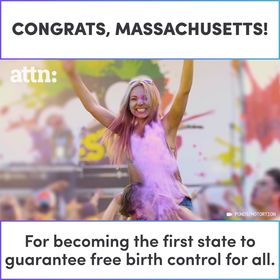 CONGRATS, MASSACHUSETTS!
attn:
For becoming the first state to
guarantee free birth control for all.